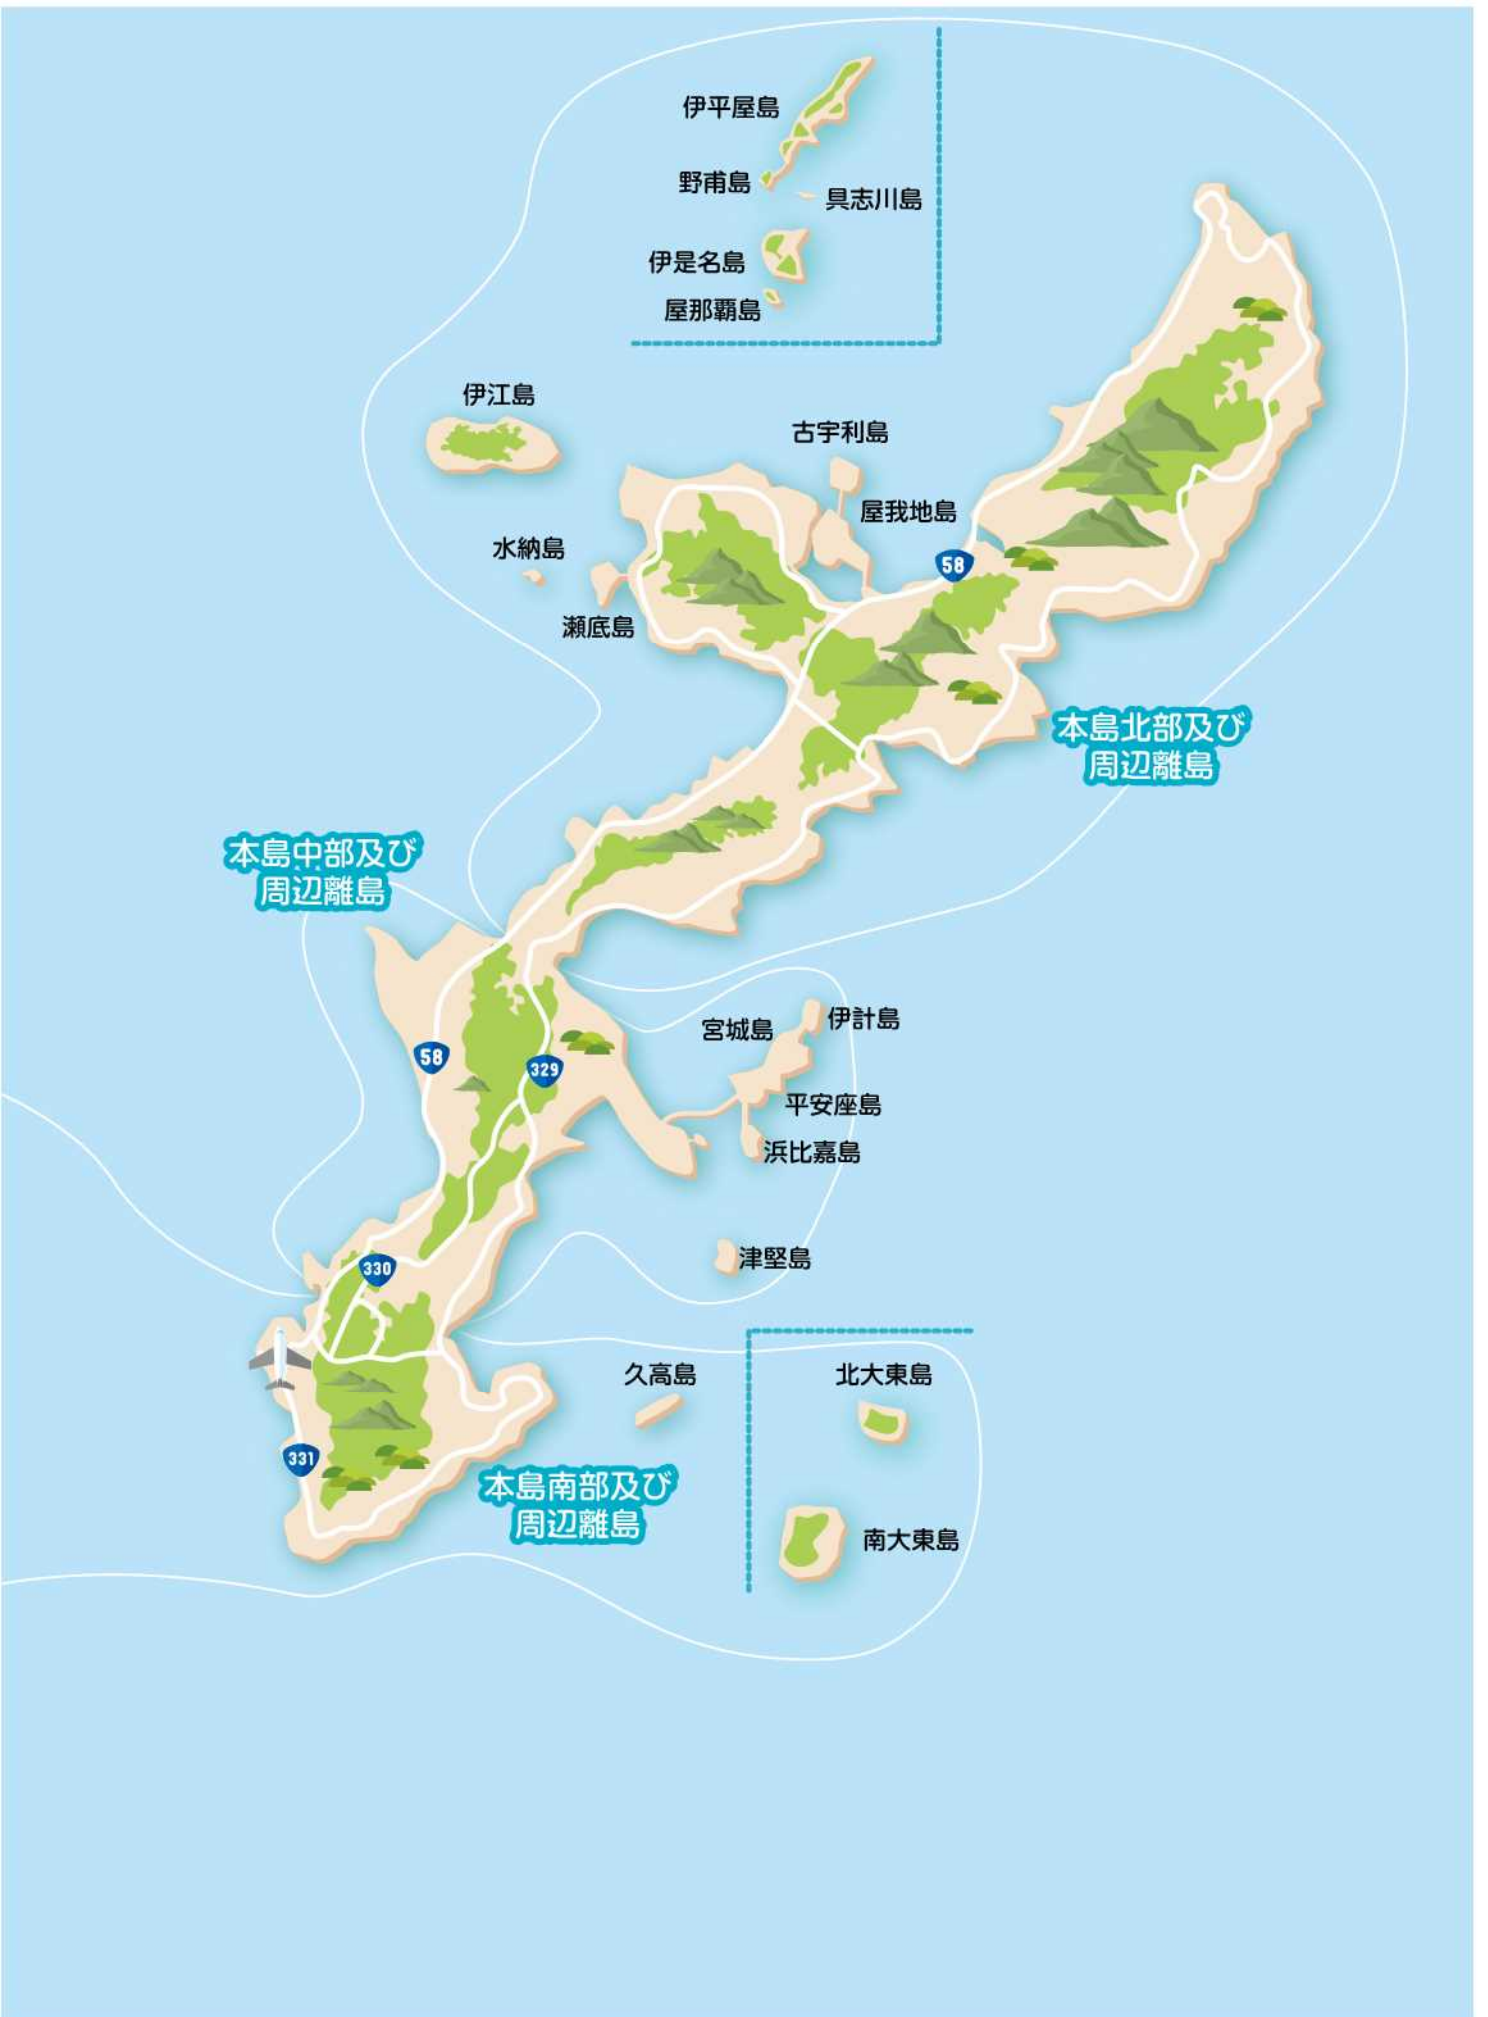 伊平屋島
野甫島
具志川島
伊是名島
屋那覇島
伊江島
古宇利島
屋我地島
水納島
58
瀬底島
本島北部及び
周辺離島
本島中部及び
周辺離島
伊計島
宮城島
58
329
平安座島
浜比嘉島
津堅島
330
久高島
北大東島
331
本島南部及び
周辺離島
南大東島